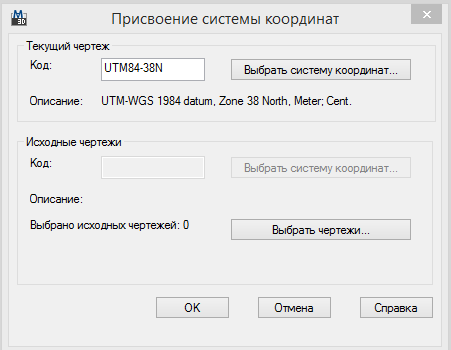 Присвоение системы координат
Текущий чертеж
Код: UTM84-38N Выбрать систему координат...
Описание: UTM-WGS 1984 datum, Zone 38 North, Meter; Cent.
Исходные чертежи
Код: Выбрать систему координат...
Описание:
Выбрано исходных чертежей: 0 Выбрать чертежи...
OK Отмена Справка